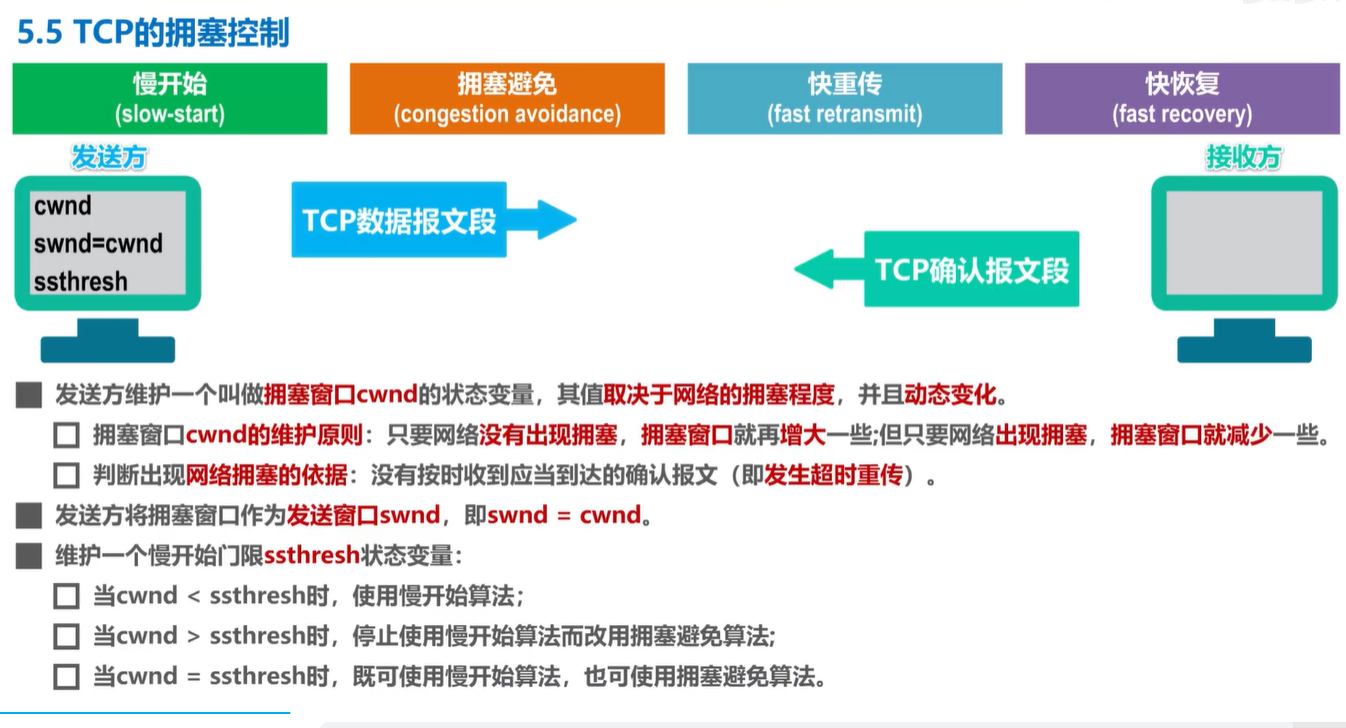 5.5 TCP的拥塞控制
慢开始
(slow-start)
拥塞避免
(congestion avoidance)
快重传
(fast retransmit)
快恢复
(fast recovery)
发送方
接收方
cwnd
swnd=cwnd
ssthresh
TCP数据报文段
TCP确认报文段
发送方维护一个叫做拥塞窗口cwnd的状态变量，其值取决于网络的拥塞程度，并且动态变化。
拥塞窗口cwnd的维护原则：只要网络没有出现拥塞，拥塞窗口就再增大一些;但只要网络出现拥塞，拥塞窗口就减少一些。
判断出现网络拥塞的依据：没有按时收到应当到达的确认报文（即发生超时重传）。
发送方将拥塞窗口作为发送窗口swnd，即swnd = cwnd。
维护一个慢开始门限ssthresh状态变量：
当cwnd < ssthresh时，使用慢开始算法；
当cwnd > ssthresh时，停止使用慢开始算法而改用拥塞避免算法;
当cwnd = ssthresh时，既可使用慢开始算法，也可使用拥塞避免算法。